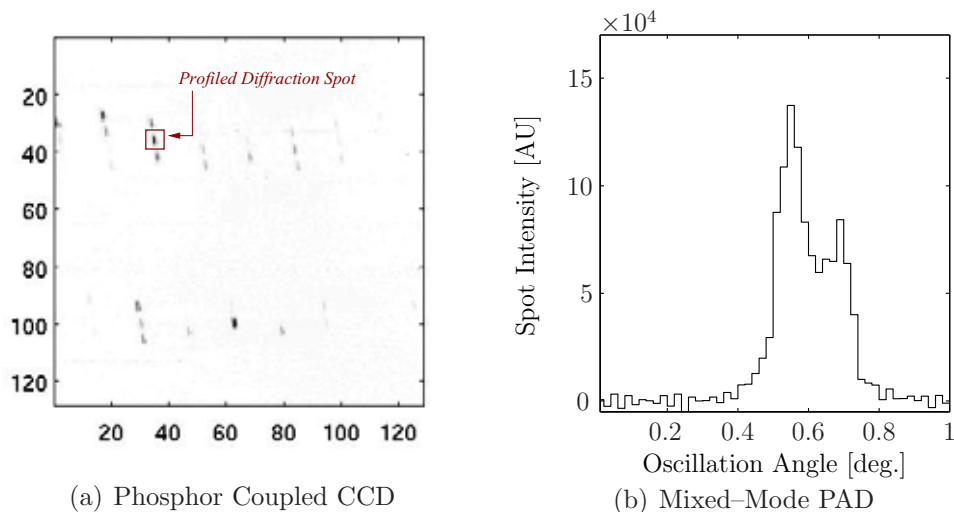 Profiled Diffraction Spot
20
40
60
80
100
120
20 40 60 80 100 120
(a) Phosphor Coupled CCD
×10⁴
15
10
5
0
Spot Intensity [AU]
0.2 0.4 0.6 0.8 1
Oscillation Angle [deg.]
(b) Mixed–Mode PAD